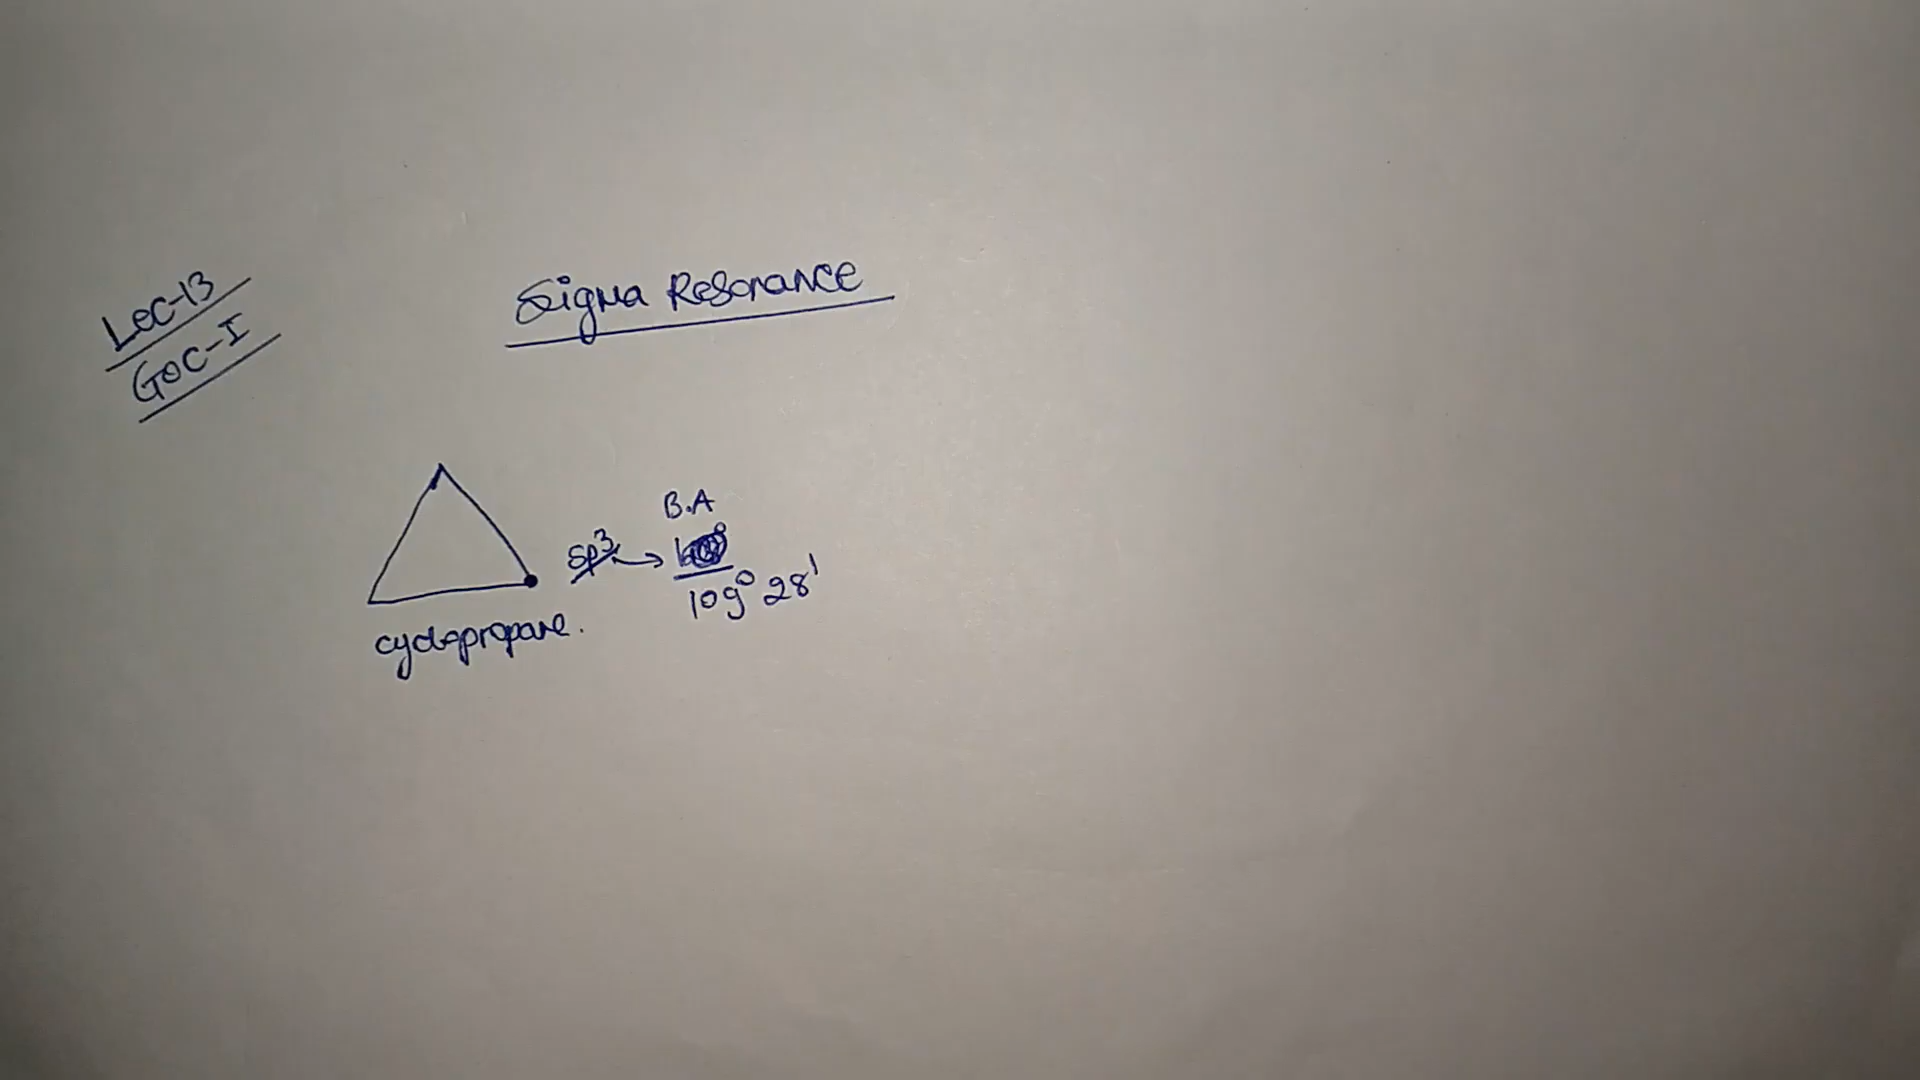 Lec-13
GOC-I
Sigma Resonance
B.A
sp³ →
109° 28'
cyclopropane.